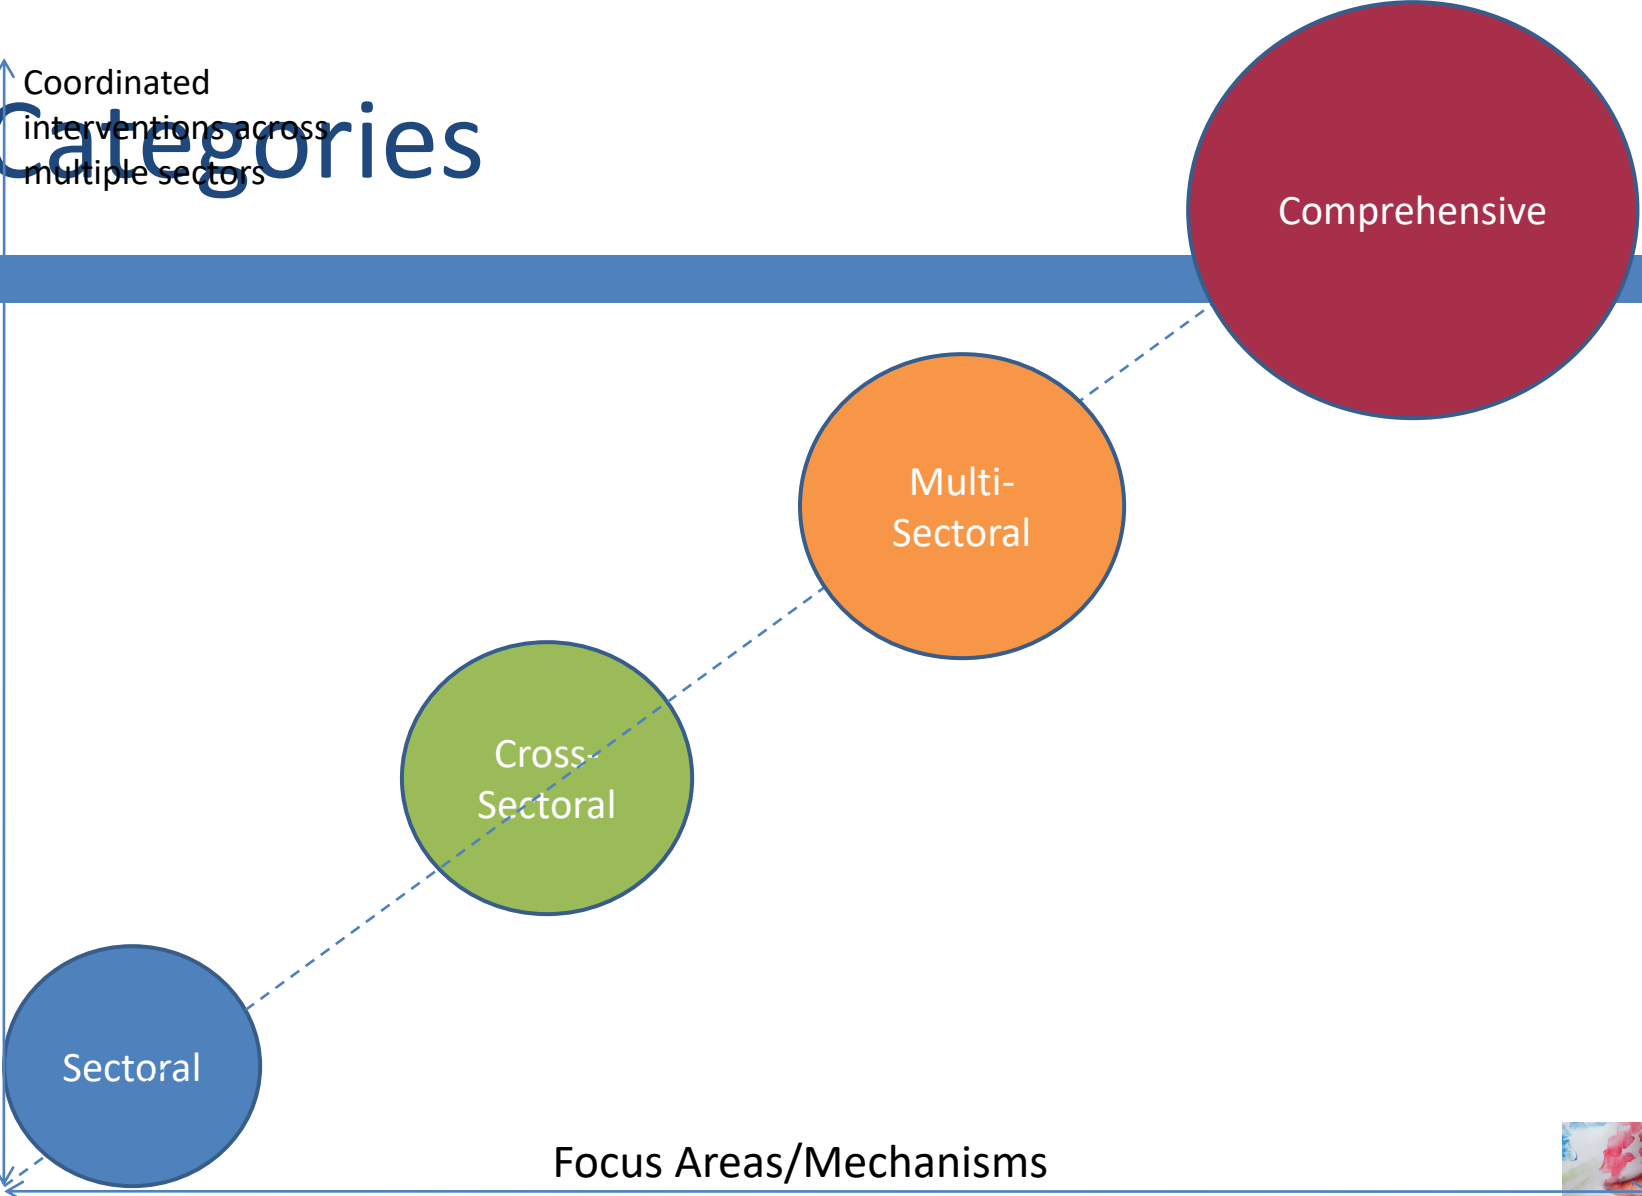 Coordinated
interventions across
multiple sectors
Categories
Comprehensive
Multi-
Sectoral
Cross-
Sectoral
Sectoral
Focus Areas/Mechanisms